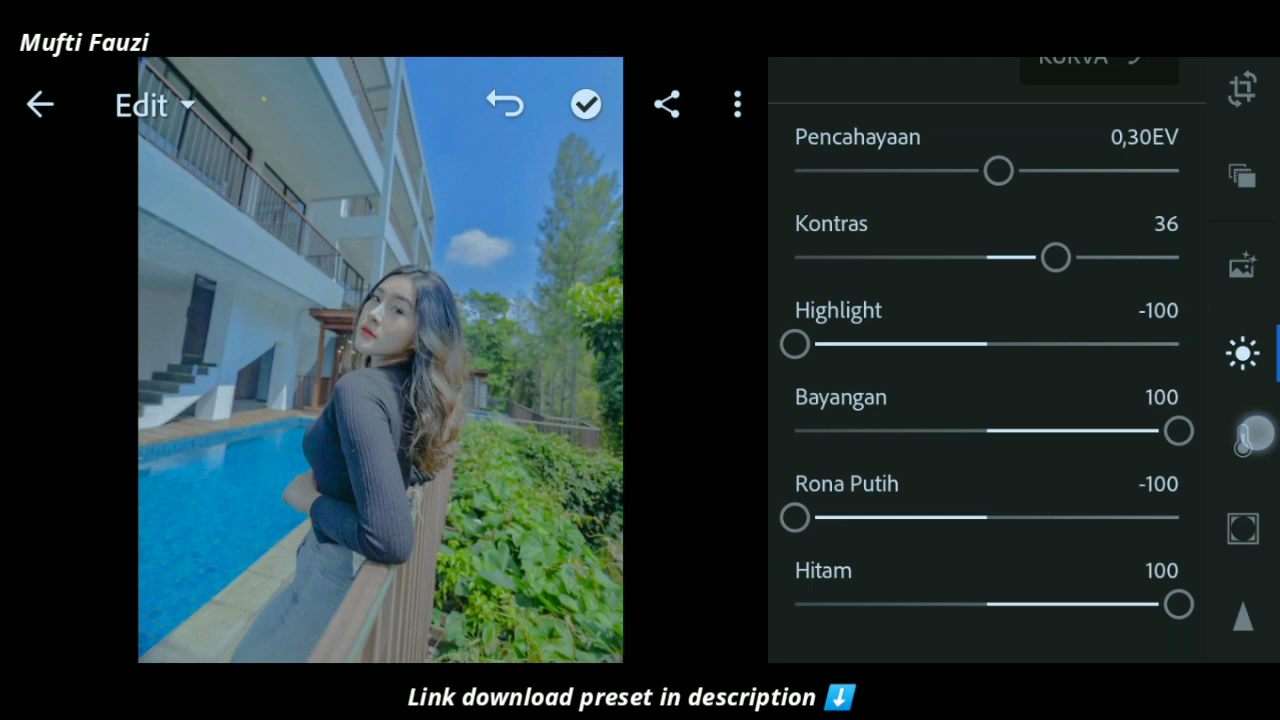 Mufti Fauzi
KURVA
Edit
Pencahayaan 0,30EV
Kontras 36
Highlight -100
Bayangan 100
Rona Putih -100
Hitam 100
Link download preset in description ⬇️